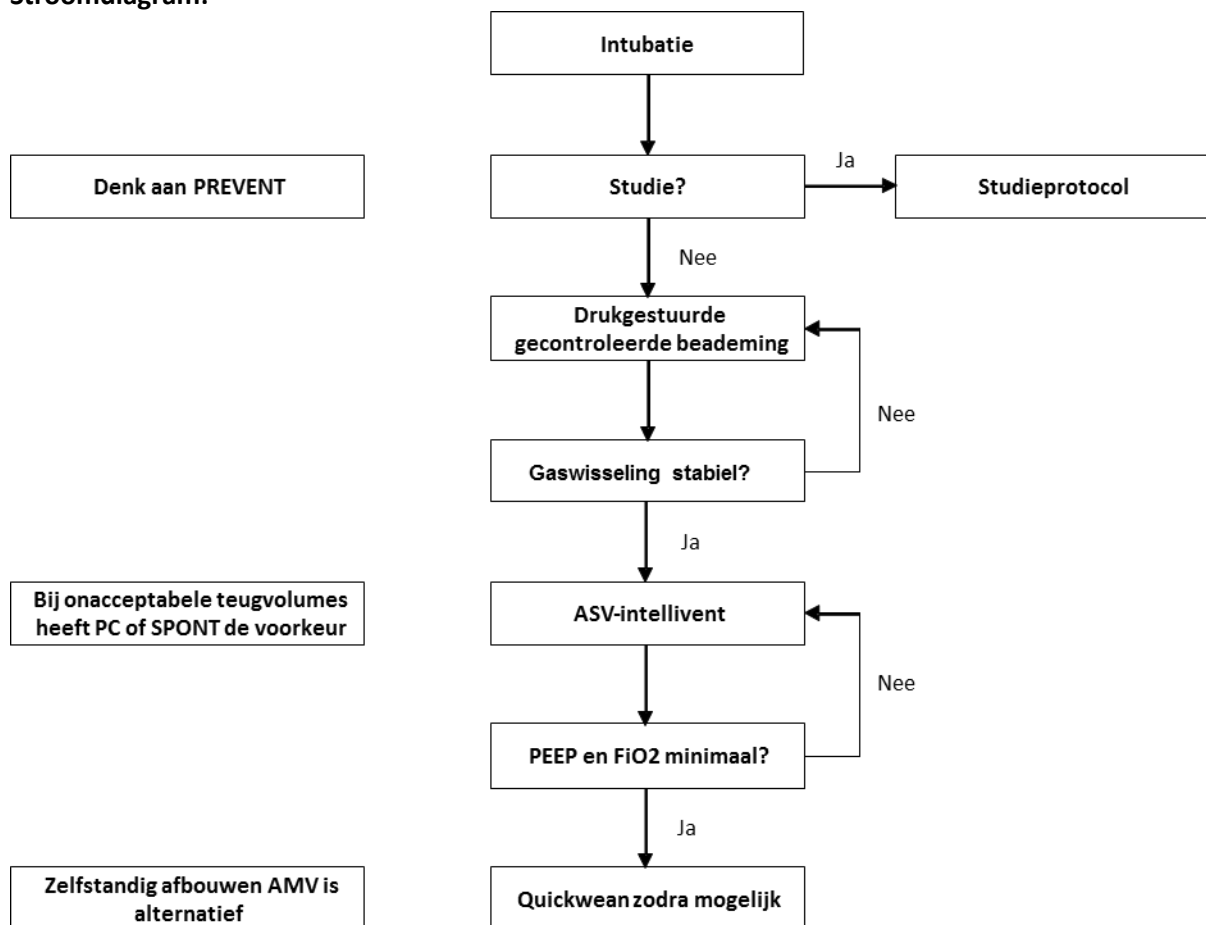 Stroomdiagram:
Intubatie
Denk aan PREVENT
Studie?
Ja
Studieprotocol
Nee
Drukgestuurde
gecontroleerde beademing
Nee
Gaswisseling stabiel?
Ja
Bij onacceptabele teugvolumes
heeft PC of SPONT de voorkeur
ASV-intellivent
Nee
PEEP en FiO2 minimaal?
Ja
Zelfstandig afbouwen AMV is
alternatief
Quickwean zodra mogelijk